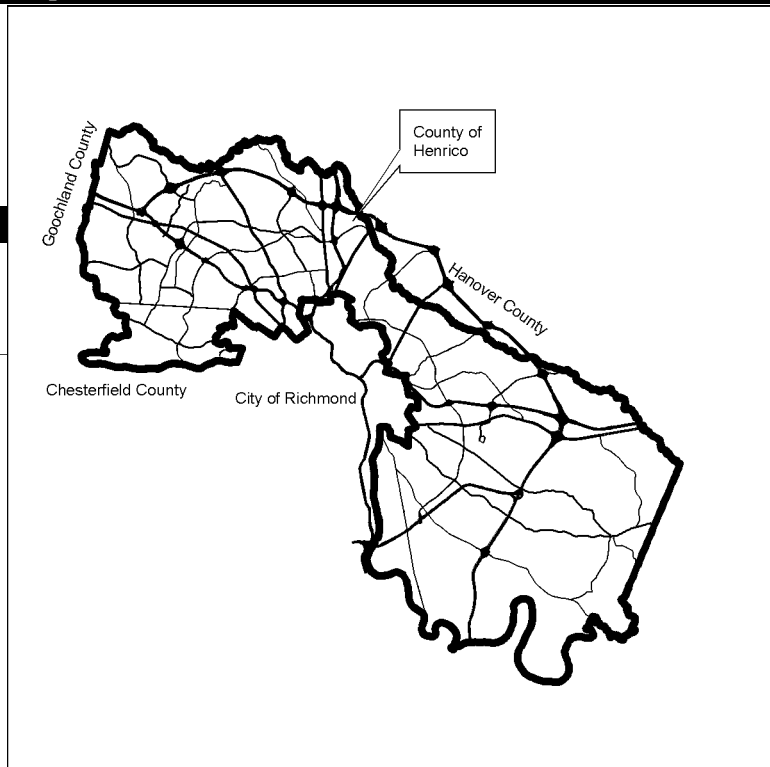 County of
Henrico
Goochland County
Hanover County
Chesterfield County
City of Richmond